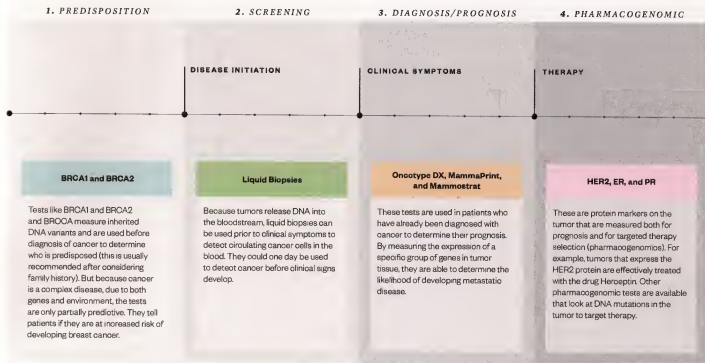 1. PREDISPOSITION
2. SCREENING
3. DIAGNOSIS/PROGNOSIS
4. PHARMACOGENOMIC
DISEASE INITIATION
CLINICAL SYMPTOMS
THERAPY
BRCA1 and BRCA2
Tests like BRCA1 and BRCA2
and BROCA measure inherited
DNA variants and are used before
diagnosis of cancer to determine
who is predisposed (this is usually
recommended after considering
family history). But because cancer
is a complex disease, due to both
genes and environment, the tests
are only partially predictive. They tell
patients if they are at increased risk of
developing breast cancer.
Liquid Biopsies
Because tumors release DNA into
the bloodstream, liquid biopsies can
be used prior to clinical symptoms to
detect circulating cancer cells in the
blood. They could one day be used
to detect cancer before clinical signs
develop.
Oncotype DX, MammaPrint,
and Mammostrat
These tests are used in patients who
have already been diagnosed with
cancer to determine their prognosis.
By measuring the expression of a
specific group of genes in tumor
tissue, they are able to determine the
likelihood of developing metastatic
disease.
HER2, ER, and PR
These are protein markers on the
tumor that are measured both for
prognosis and for targeted therapy
selection (pharmacogenomics). For
example, tumors that express the
HER2 protein are effectively treated
with the drug Herceptin. Other
pharmacogenomic tests are available
that look at DNA mutations in the
tumor to target therapy.